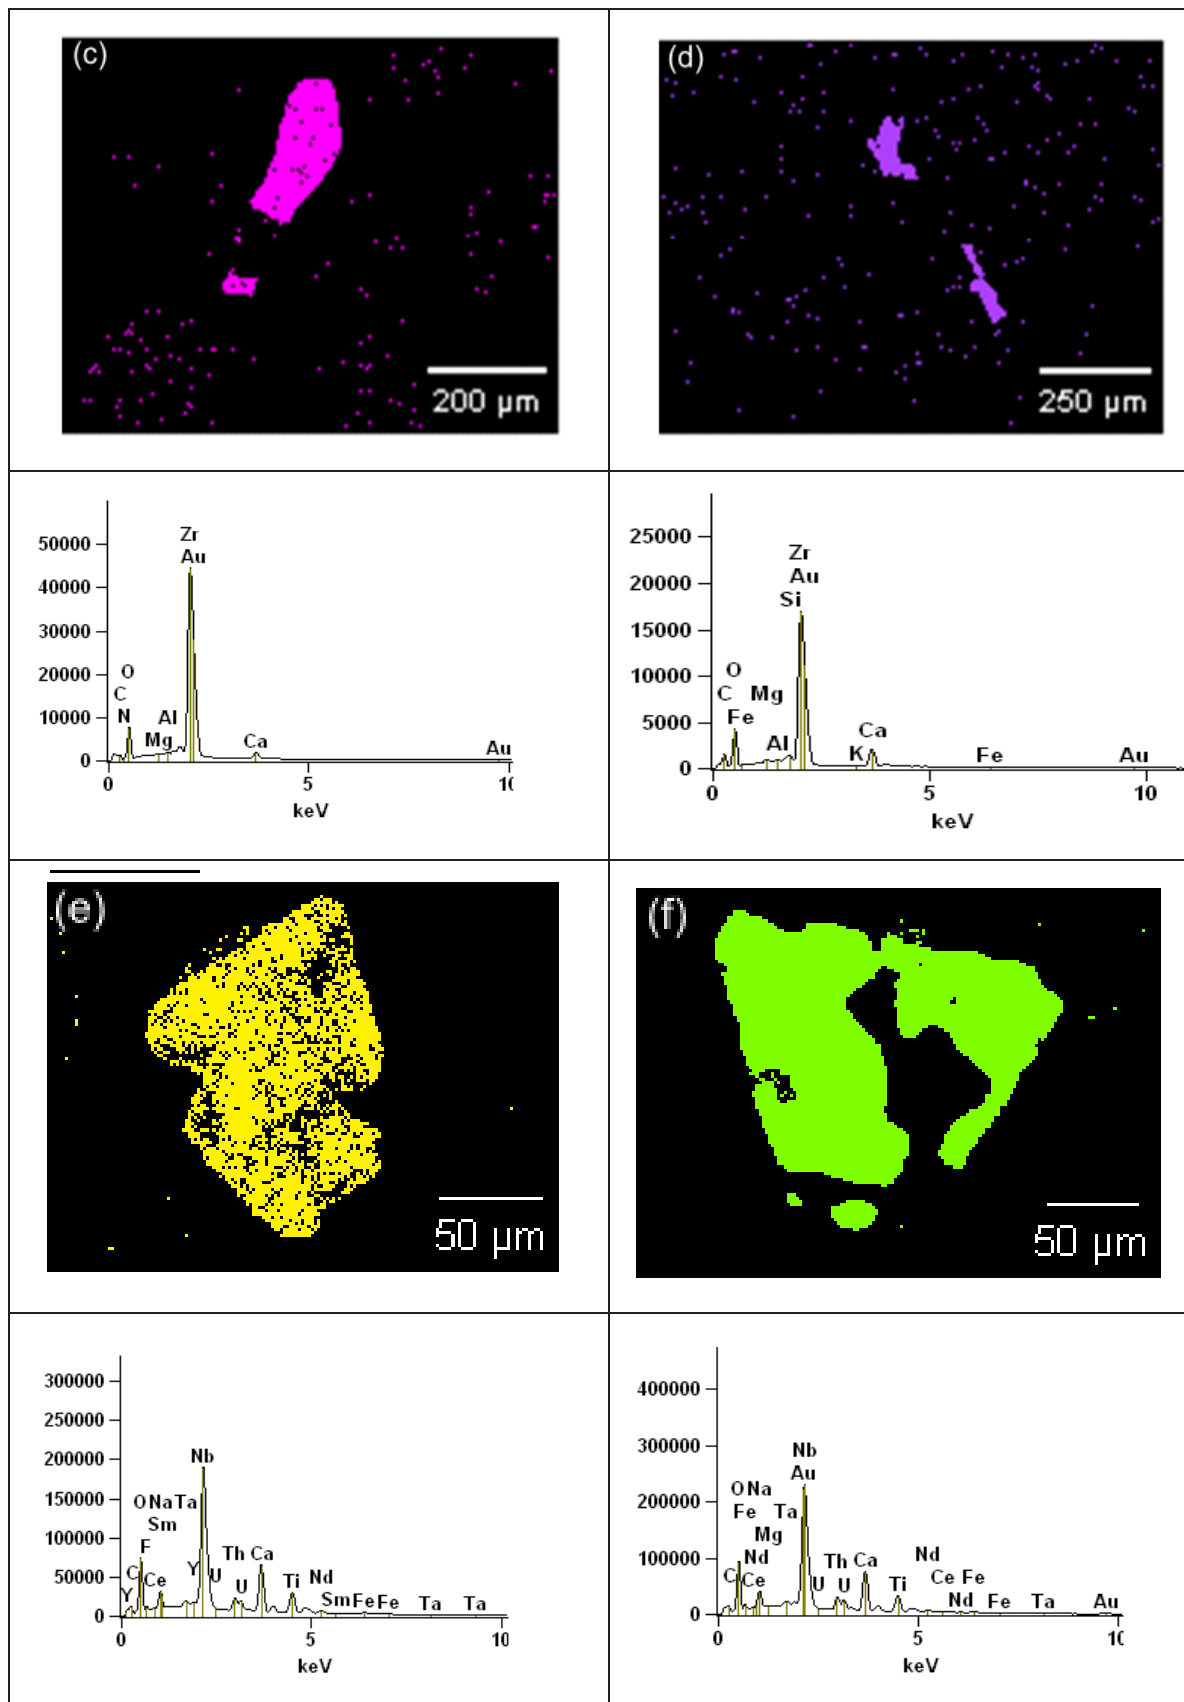 (c)
200 µm
(d)
250 µm
50000
40000
30000
20000
10000
0
Zr
Au
O
C
N
Al
Mg
Ca
Au
0
5
10
keV
25000
20000
15000
10000
5000
0
Zr
Au
Si
O
C
Mg
Fe
Al
Ca
K
Fe
Au
0
5
10
keV
(e)
50 µm
(f)
50 µm
300000
250000
200000
150000
100000
50000
0
Nb
O Na Ta
Sm
F
Y
Th Ca
C
Ce
U
U
Ti
Nd
Y
Sm Fe Fe
Ta
Ta
0
5
10
keV
400000
300000
200000
100000
0
Nb
Au
O Na
Fe
Ta
Mg
Nd
Nd
Th Ca
C
Ce
U
U
Ti
Ce Fe
Nd
Fe
Ta
Au
0
5
10
keV